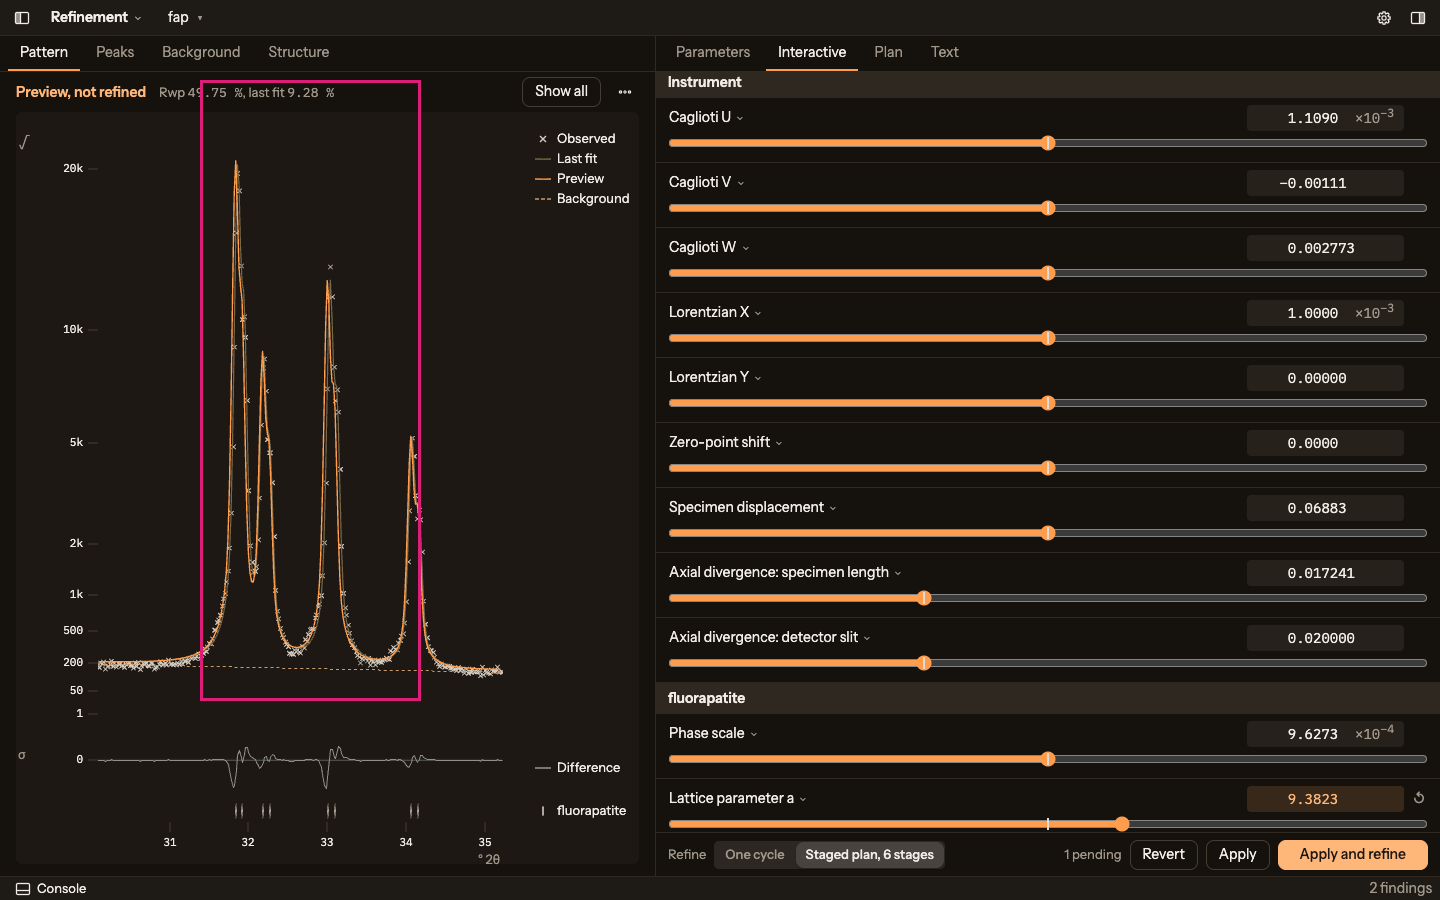 Refinement
fap
Pattern Peaks Background Structure
Parameters Interactive Plan Text
Preview, not refined Rwp 49.75 %, last fit 9.28 %
Show all
√
Observed
Last fit
Preview
Background
20k
10k
5k
2k
1k
500
200
50
1
σ
0
Difference
fluorapatite
31 32 33 34 35
° 2θ
Instrument
Caglioti U 1.1090 ×10⁻³
Caglioti V −0.00111
Caglioti W 0.002773
Lorentzian X 1.0000 ×10⁻³
Lorentzian Y 0.00000
Zero-point shift 0.0000
Specimen displacement 0.06883
Axial divergence: specimen length 0.017241
Axial divergence: detector slit 0.020000
fluorapatite
Phase scale 9.6273 ×10⁻⁴
Lattice parameter a 9.3823
Refine One cycle Staged plan, 6 stages 1 pending Revert Apply Apply and refine
Console
2 findings